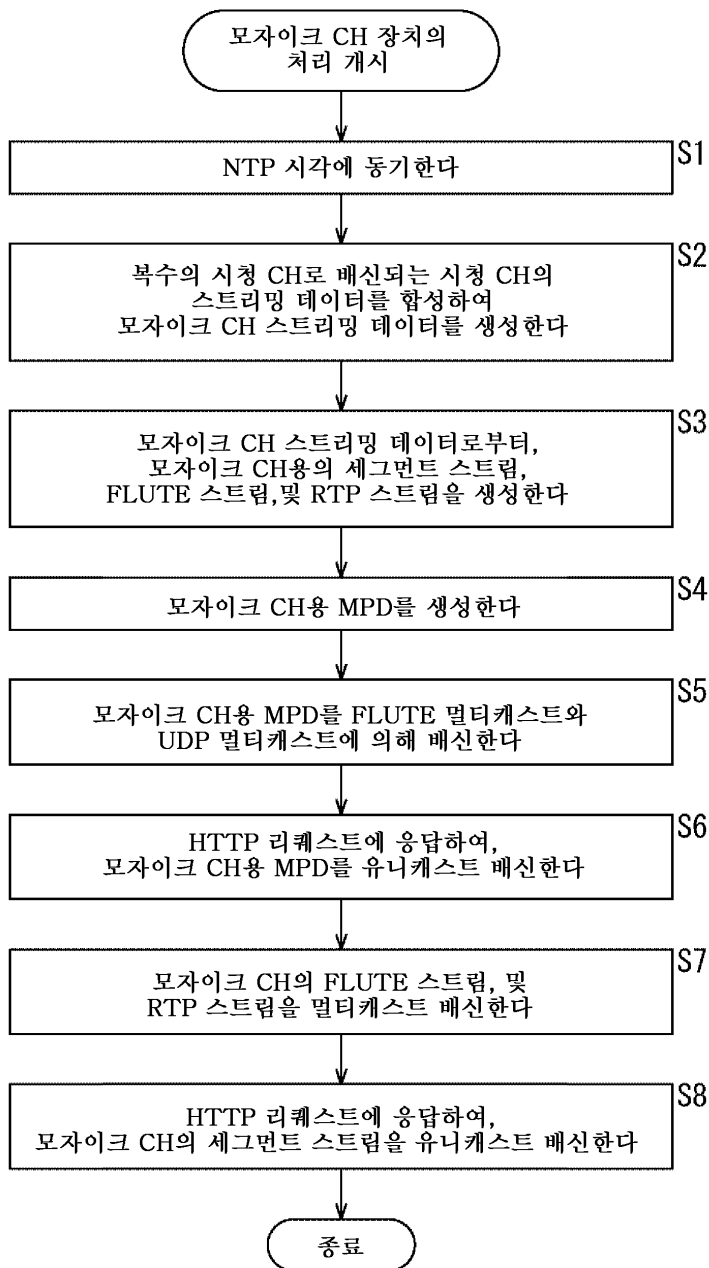 모자이크 CH 장치의
처리 개시
S1
NTP 시각에 동기한다
S2
복수의 시청 CH로 배신되는 시청 CH의
스트리밍 데이터를 합성하여
모자이크 CH 스트리밍 데이터를 생성한다
S3
모자이크 CH 스트리밍 데이터로부터,
모자이크 CH용의 세그먼트 스트림,
FLUTE 스트림,및 RTP 스트림을 생성한다
S4
모자이크 CH용 MPD를 생성한다
S5
모자이크 CH용 MPD를 FLUTE 멀티캐스트와
UDP 멀티캐스트에 의해 배신한다
S6
HTTP 리퀘스트에 응답하여,
모자이크 CH용 MPD를 유니캐스트 배신한다
S7
모자이크 CH의 FLUTE 스트림, 및
RTP 스트림을 멀티캐스트 배신한다
S8
HTTP 리퀘스트에 응답하여,
모자이크 CH의 세그먼트 스트림을 유니캐스트 배신한다
종료